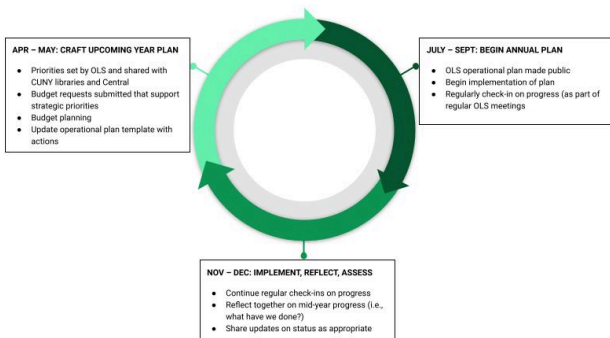 APR – MAY: CRAFT UPCOMING YEAR PLAN
● Priorities set by OLS and shared with
CUNY libraries and Central
● Budget requests submitted that support
strategic priorities
● Budget planning
● Update operational plan template with
actions
JULY – SEPT: BEGIN ANNUAL PLAN
● OLS operational plan made public
● Begin implementation of plan
● Regularly check-in on progress (as part of
regular OLS meetings
NOV – DEC: IMPLEMENT, REFLECT, ASSESS
● Continue regular check-ins on progress
● Reflect together on mid-year progress (i.e.,
what have we done?)
● Share updates on status as appropriate